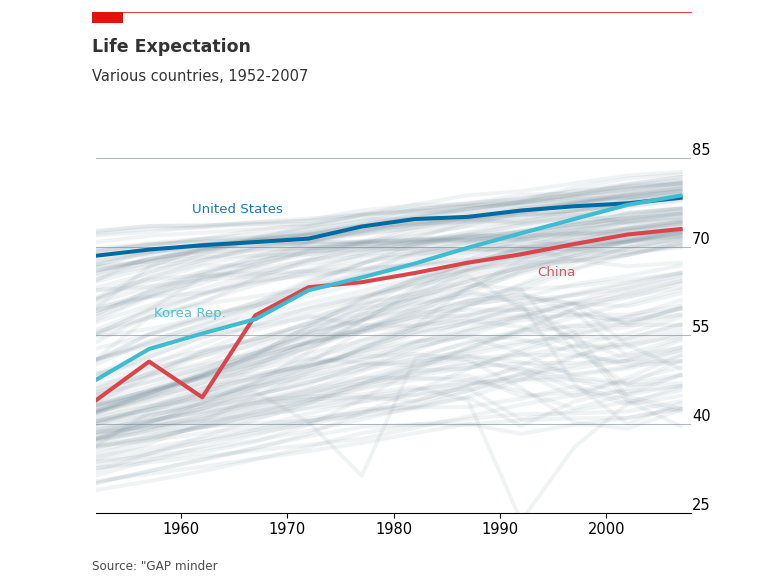 Life Expectation
Various countries, 1952-2007
85
United States
70
China
Korea Rep.
55
40
25
1960 1970 1980 1990 2000
Source: "GAP minder